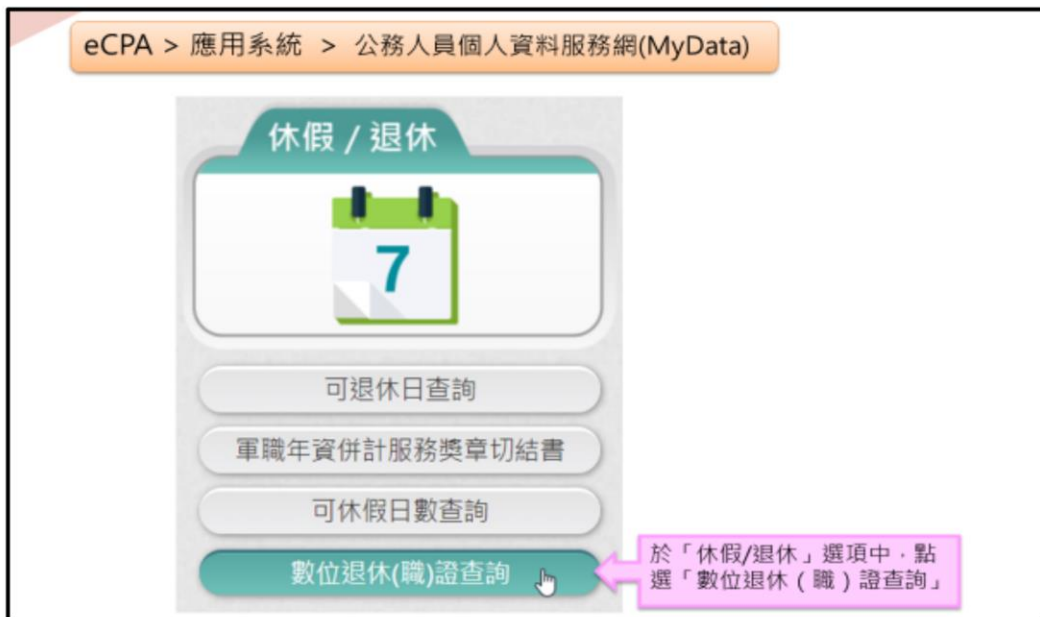 eCPA > 應用系統 > 公務人員個人資料服務網(MyData)
休假 / 退休
7
可退休日查詢
軍職年資併計服務獎章切結書
可休假日數查詢
數位退休(職)證查詢
於「休假/退休」選項中，點
選「數位退休（職）證查詢」